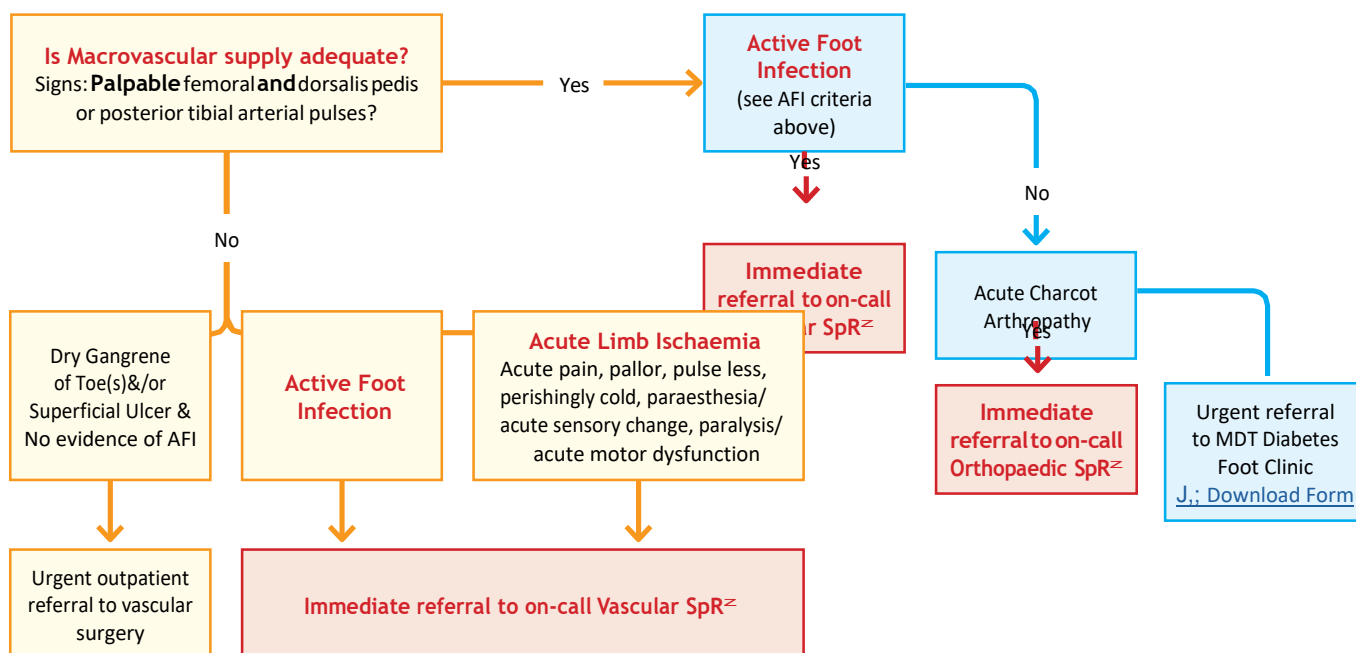 Is Macrovascular supply adequate?
Signs: Palpable femoral and dorsalis pedis
or posterior tibial arterial pulses?
Yes
Active Foot
Infection
(see AFI criteria
above)
Yes
No
No
Immediate
referral to on-call
SpRᶻ
Acute Charcot
Arthropathy
Yes
Dry Gangrene
of Toe(s)&/or
Superficial Ulcer &
No evidence of AFI
Active Foot
Infection
Acute Limb Ischaemia
Acute pain, pallor, pulse less,
perishingly cold, paraesthesia/
acute sensory change, paralysis/
acute motor dysfunction
Immediate
referral to on-call
Orthopaedic SpRᶻ
Urgent referral
to MDT Diabetes
Foot Clinic
J,; Download Form
Urgent outpatient
referral to vascular
surgery
Immediate referral to on-call Vascular SpRᶻ